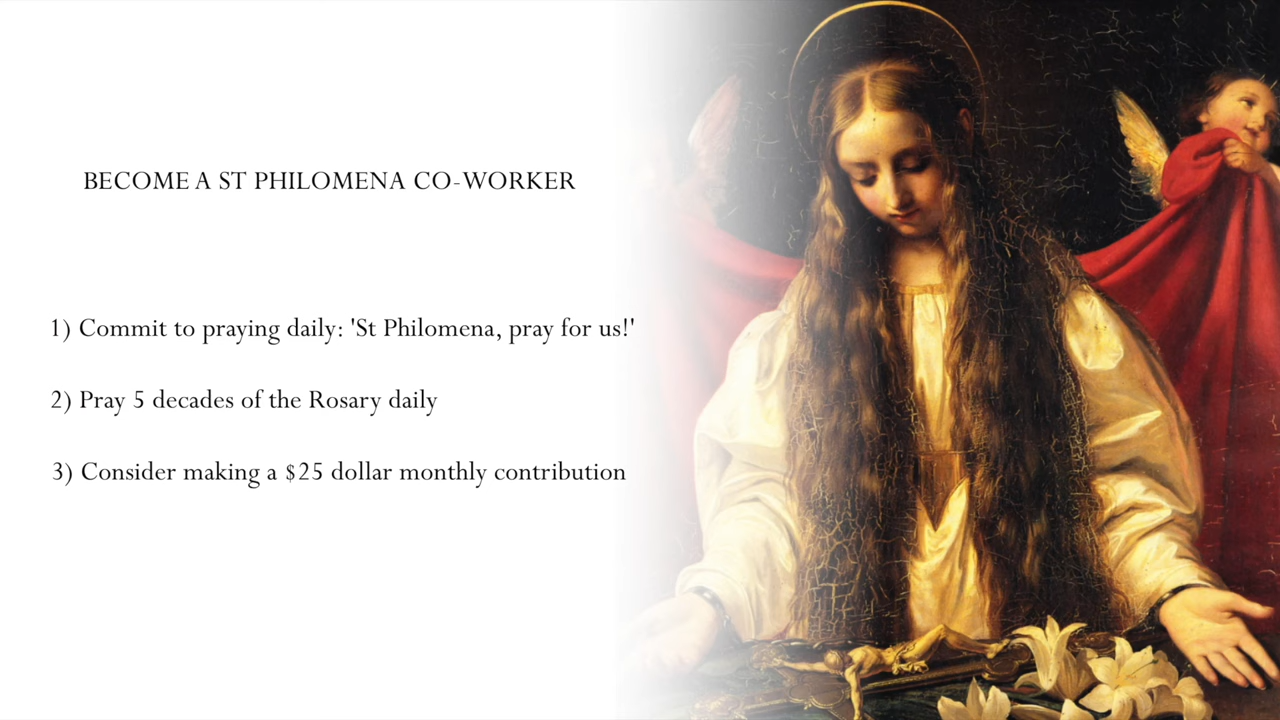 BECOME A ST PHILOMENA CO-WORKER
1) Commit to praying daily: 'St Philomena, pray for us!'
2) Pray 5 decades of the Rosary daily
3) Consider making a $25 dollar monthly contribution